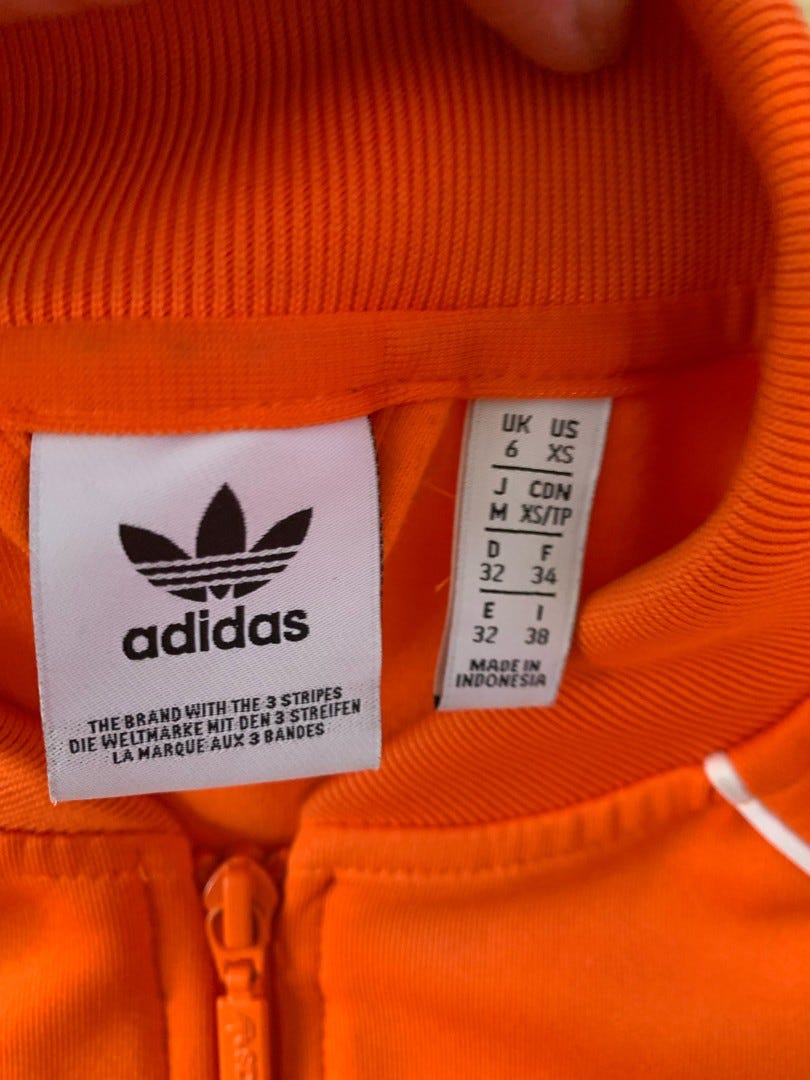 adidas
THE BRAND WITH THE 3 STRIPES
DIE WELTMARKE MIT DEN 3 STREIFEN
LA MARQUE AUX 3 BANDES
UK US
6 XS
J CDN
M XS/TP
D F
32 34
E I
32 38
MADE IN
INDONESIA